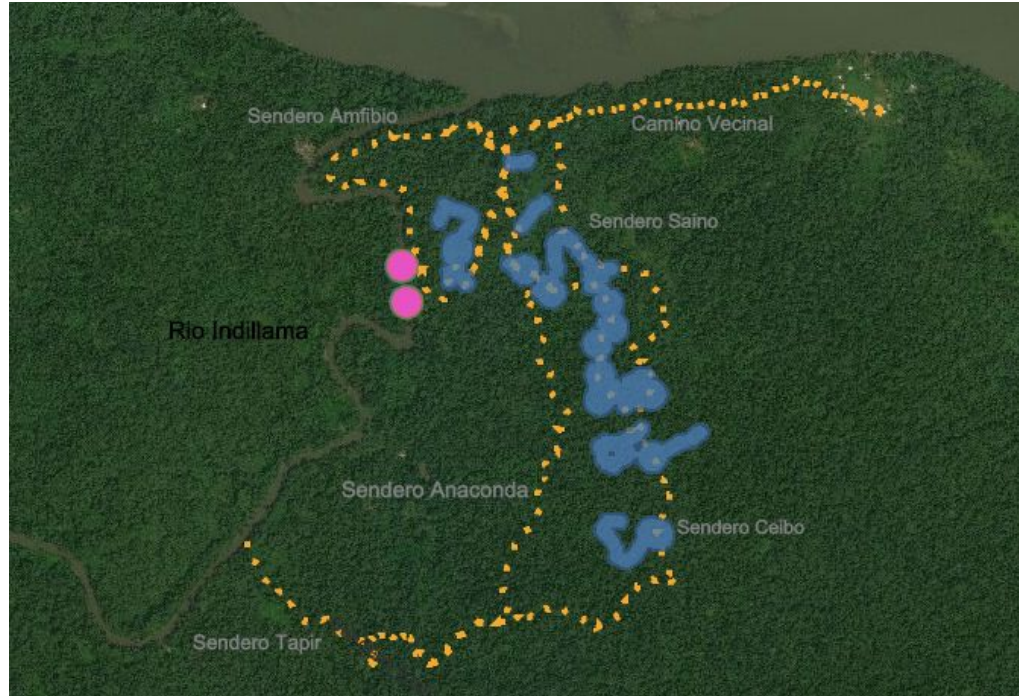 Sendero Amfibio
Camino Vecinal
Sendero Saino
Rio Indillama
Sendero Anaconda
Sendero Ceibo
Sendero Tapir